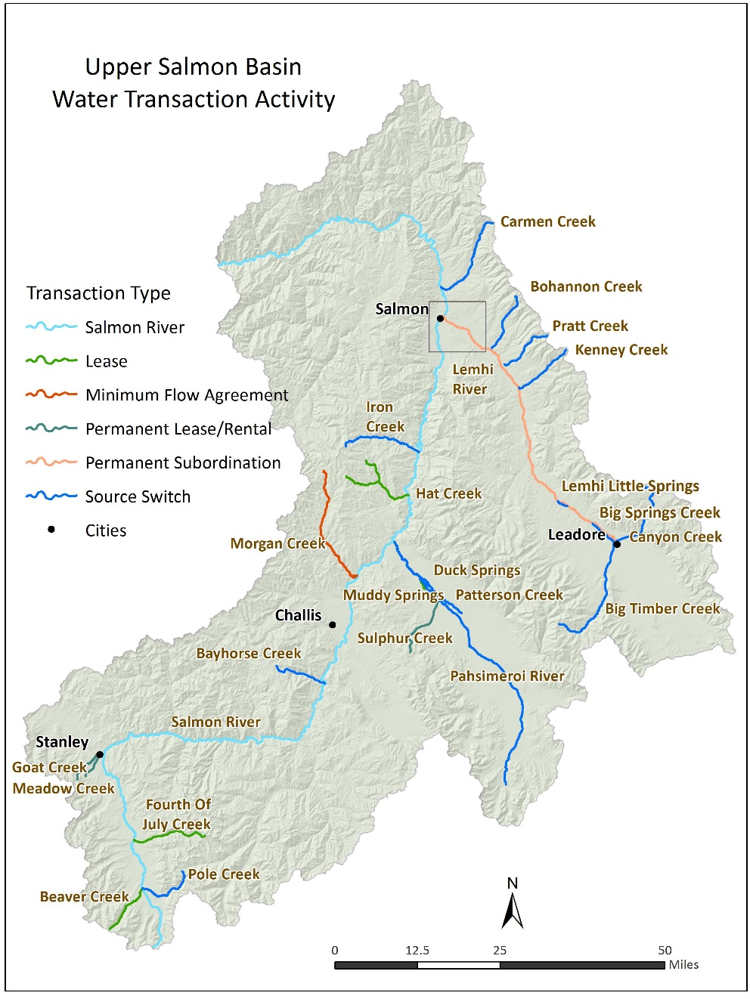 Upper Salmon Basin
Water Transaction Activity
Carmen Creek
Bohannon Creek
Transaction Type
Salmon
Salmon River
Pratt Creek
Kenney Creek
Lease
Lemhi
River
Minimum Flow Agreement
Iron
Creek
Permanent Lease/Rental
Permanent Subordination
Source Switch
Hat Creek
Lemhi Little Springs
Big Springs Creek
Cities
Leadore
Canyon Creek
Morgan Creek
Duck Springs
Muddy Springs
Patterson Creek
Big Timber Creek
Challis
Sulphur Creek
Bayhorse Creek
Pahsimeroi River
Salmon River
Stanley
Goat Creek
Meadow Creek
Fourth Of
July Creek
Pole Creek
Beaver Creek
N
0 12.5 25 50
Miles